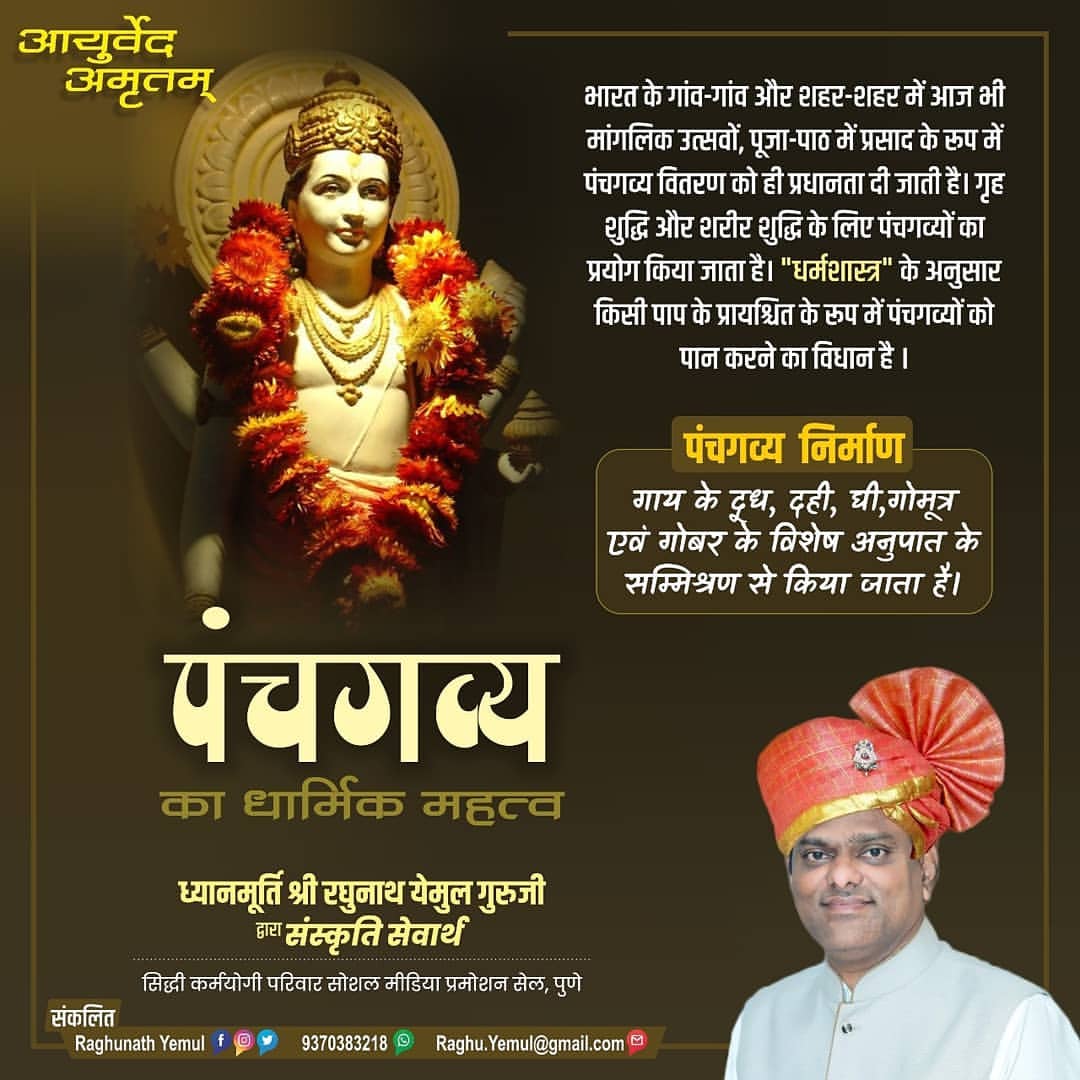 आयुर्वेद
अमृतम्
भारत के गांव-गांव और शहर-शहर में आज भी
मांगलिक उत्सवों, पूजा-पाठ में प्रसाद के रूप में
पंचगव्य वितरण को ही प्रधानता दी जाती है। गृह
शुद्धि और शरीर शुद्धि के लिए पंचगव्यों का
प्रयोग किया जाता है। "धर्मशास्त्र" के अनुसार
किसी पाप के प्रायश्चित के रूप में पंचगव्यों को
पान करने का विधान है ।
पंचगव्य निर्माण
गाय के दूध, दही, घी,गोमूत्र
एवं गोबर के विशेष अनुपात के
सम्मिश्रण से किया जाता है।
पंचगव्य
का धार्मिक महत्व
ध्यानमूर्ति श्री रघुनाथ येमुल गुरुजी
द्वारा संस्कृति सेवार्थ
सिद्धी कर्मयोगी परिवार सोशल मीडिया प्रमोशन सेल, पुणे
संकलित
Raghunath Yemul 9370383218 Raghu.Yemul@gmail.com